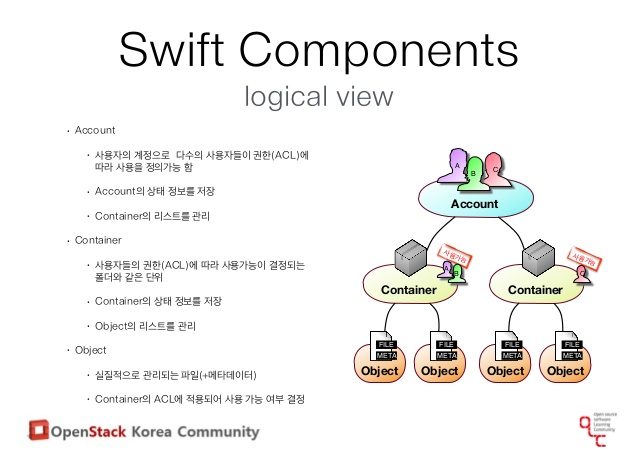 Swift Components
logical view
• Account
• 사용자의 계정으로 다수의 사용자들이 권한(ACL)에
따라 사용을 정의가능 함
• Account의 상태 정보를 저장
• Container의 리스트를 관리
• Container
• 사용자들의 권한(ACL)에 따라 사용가능이 결정되는
폴더와 같은 단위
• Container의 상태 정보를 저장
• Object의 리스트를 관리
• Object
• 실질적으로 관리되는 파일(+메타데이터)
• Container의 ACL에 적용되어 사용 가능 여부 결정
A B C
Account
사용가능
A B
Container
사용가능
C
Container
FILE
META
Object
FILE
META
Object
FILE
META
Object
FILE
META
Object
OpenStack Korea Community
Open source
Software
Learning
Community